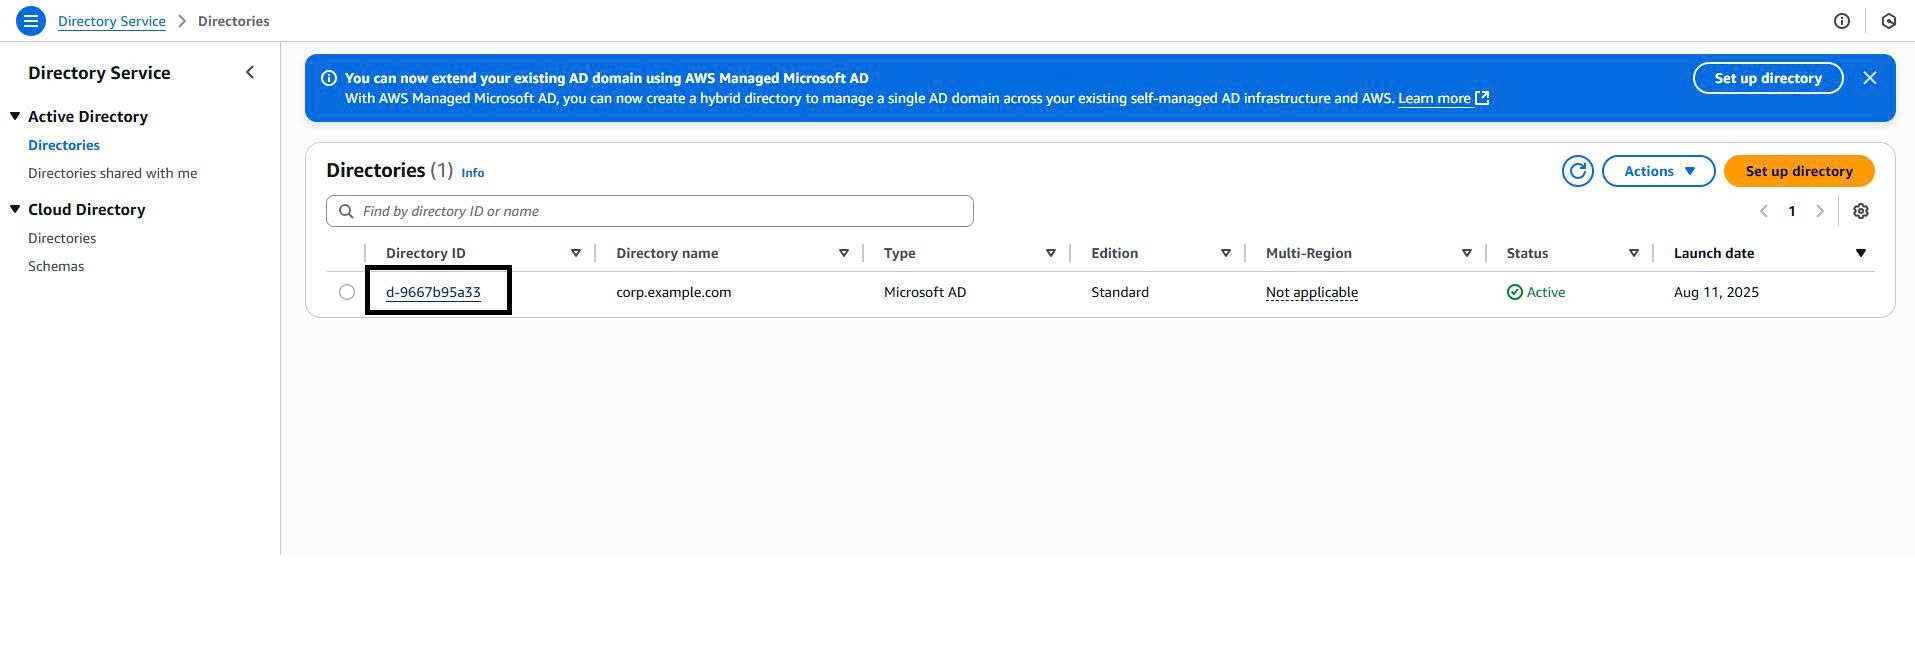 Directory Service > Directories
Directory Service
Active Directory
Directories
Directories shared with me
Cloud Directory
Directories
Schemas
You can now extend your existing AD domain using AWS Managed Microsoft AD
With AWS Managed Microsoft AD, you can now create a hybrid directory to manage a single AD domain across your existing self-managed AD infrastructure and AWS. Learn more
Set up directory
Directories (1) Info
Actions
Set up directory
Find by directory ID or name
1
Directory ID Directory name Type Edition Multi-Region Status Launch date
d-9667b95a33 corp.example.com Microsoft AD Standard Not applicable Active Aug 11, 2025